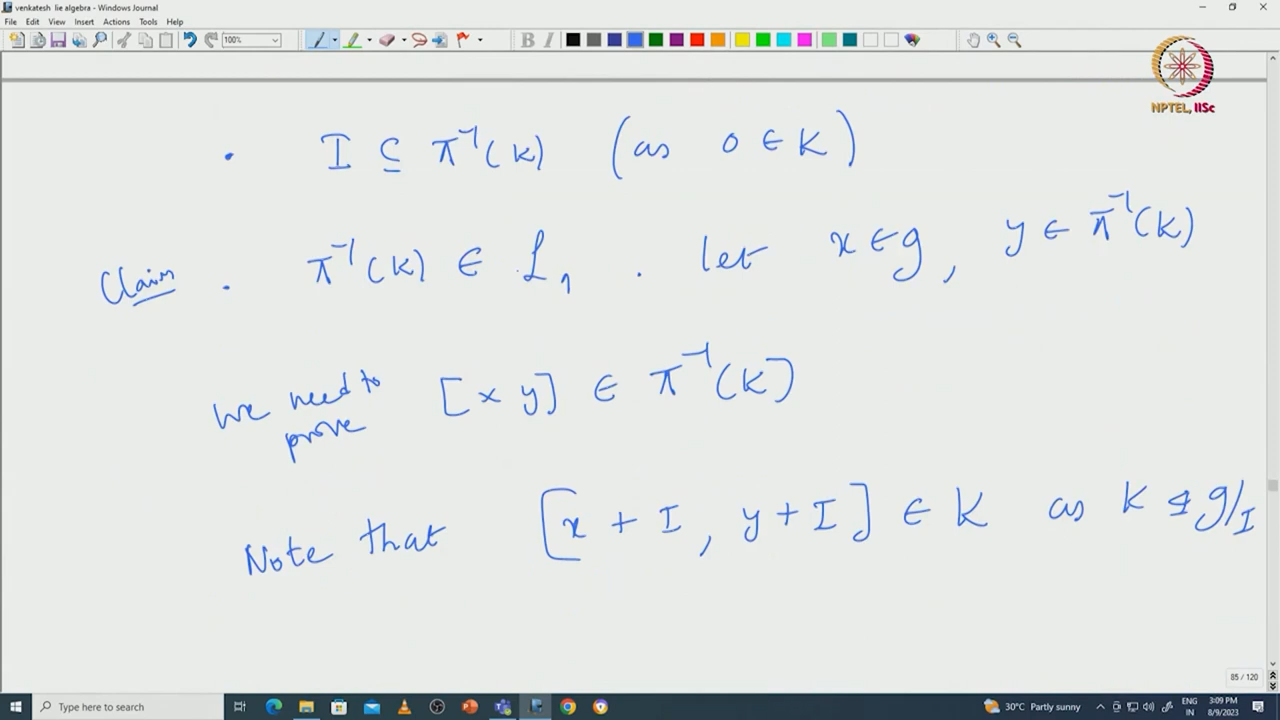 venkatesh lie algebra - Windows Journal
File Edit View Insert Actions Tools Help
100%
NPTEL, IISc
• I ⊆ π⁻¹(K) (as 0 ∈ K)
Claim • π⁻¹(K) ∈ 𝓛₁ . let x ∈ g, y ∈ π⁻¹(K)
we need to prove [x y] ∈ π⁻¹(K)
Note that [x + I, y + I] ∈ K as K ⊴ g/I
85 / 120
Type here to search
30°C Partly sunny
ENG
IN
3:09 PM
8/9/2023